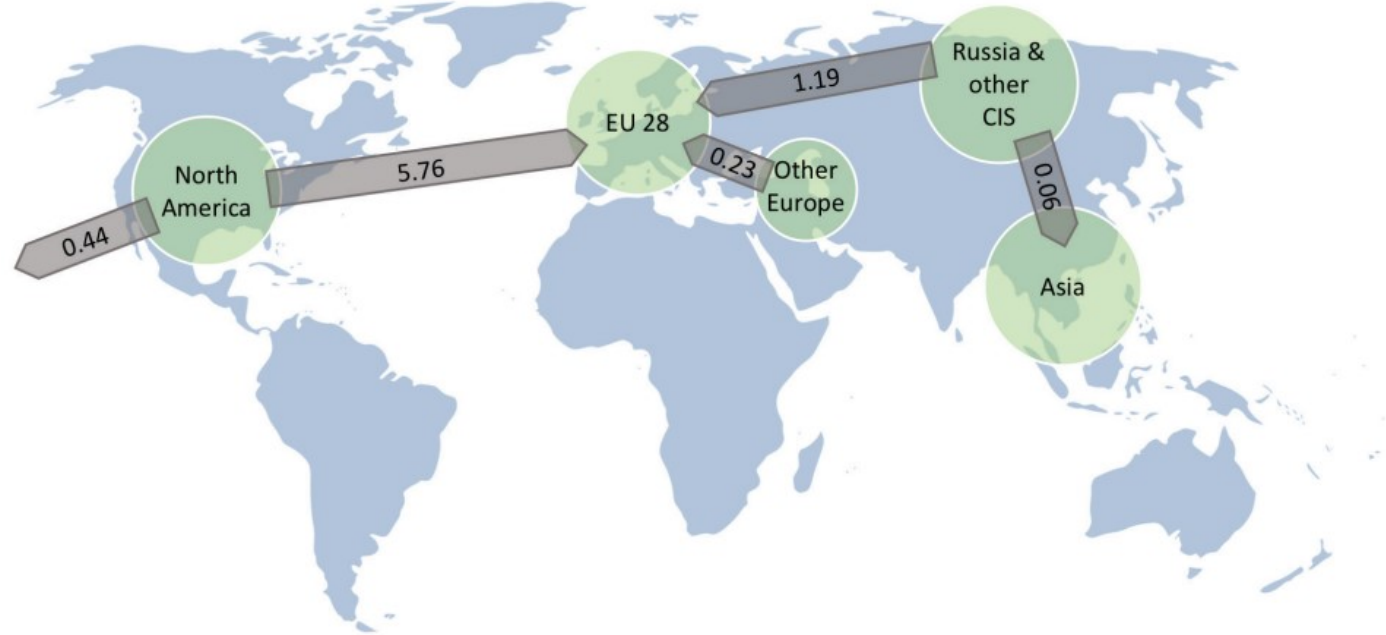 Russia &
other
CIS
1.19
EU 28
0.23
Other
Europe
0.06
5.76
North
America
0.44
Asia